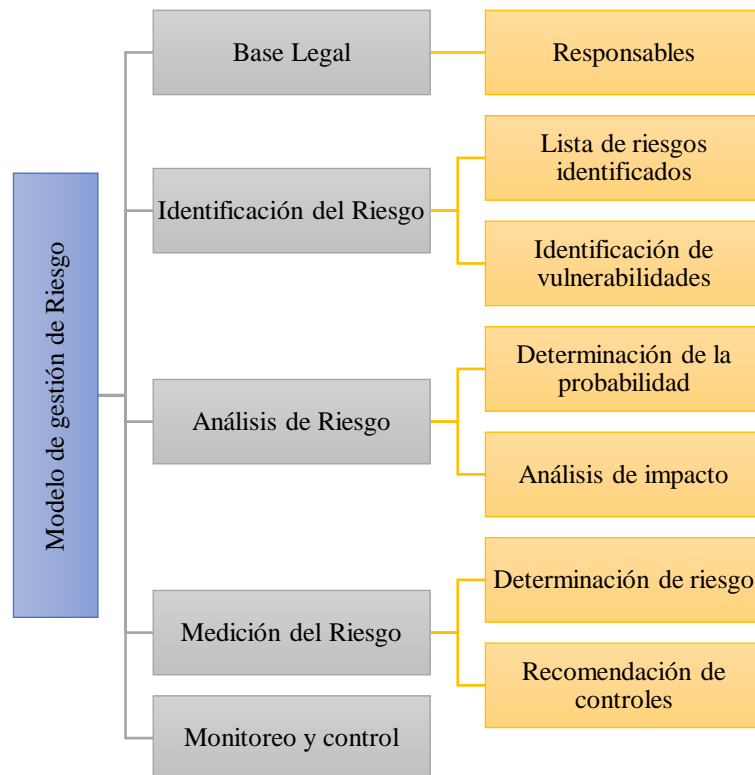 Modelo de gestión de Riesgo
Base Legal
Responsables
Identificación del Riesgo
Lista de riesgos
identificados
Identificación de
vulnerabilidades
Análisis de Riesgo
Determinación de la
probabilidad
Análisis de impacto
Medición del Riesgo
Determinación de riesgo
Recomendación de
controles
Monitoreo y control